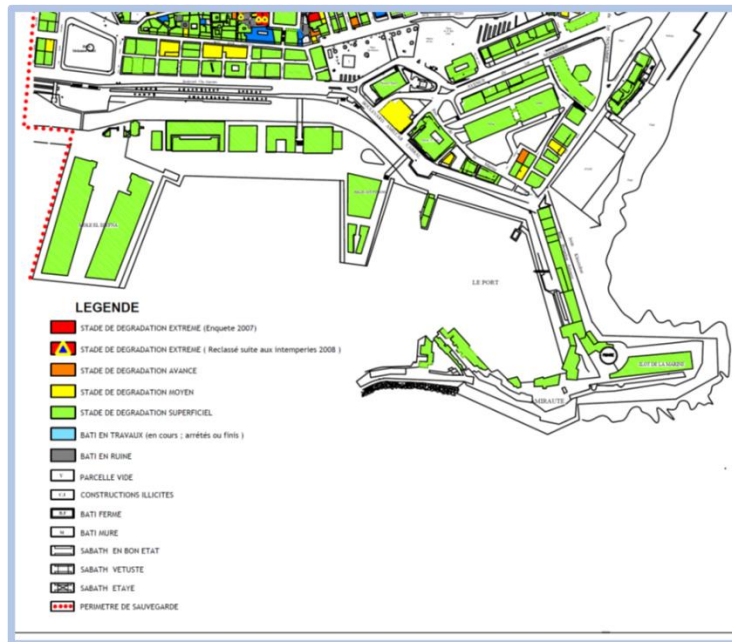 LE PORT
ILOT DE LA MARINE
MIRAUTE
LEGENDE
STADE DE DEGRADATION EXTREME (Enquete 2007)
STADE DE DEGRADATION EXTREME ( Reclassé suite aux intemperies 2008 )
STADE DE DEGRADATION AVANCE
STADE DE DEGRADATION MOYEN
STADE DE DEGRADATION SUPERFICIEL
BATI EN TRAVAUX (en cours ; arrétés ou finis )
BATI EN RUINE
PARCELLE VIDE
CONSTRUCTIONS ILLICITES
BATI FERME
BATI MURE
SABATH EN BON ETAT
SABATH VETUSTE
SABATH ETAYE
PERIMETRE DE SAUVEGARDE